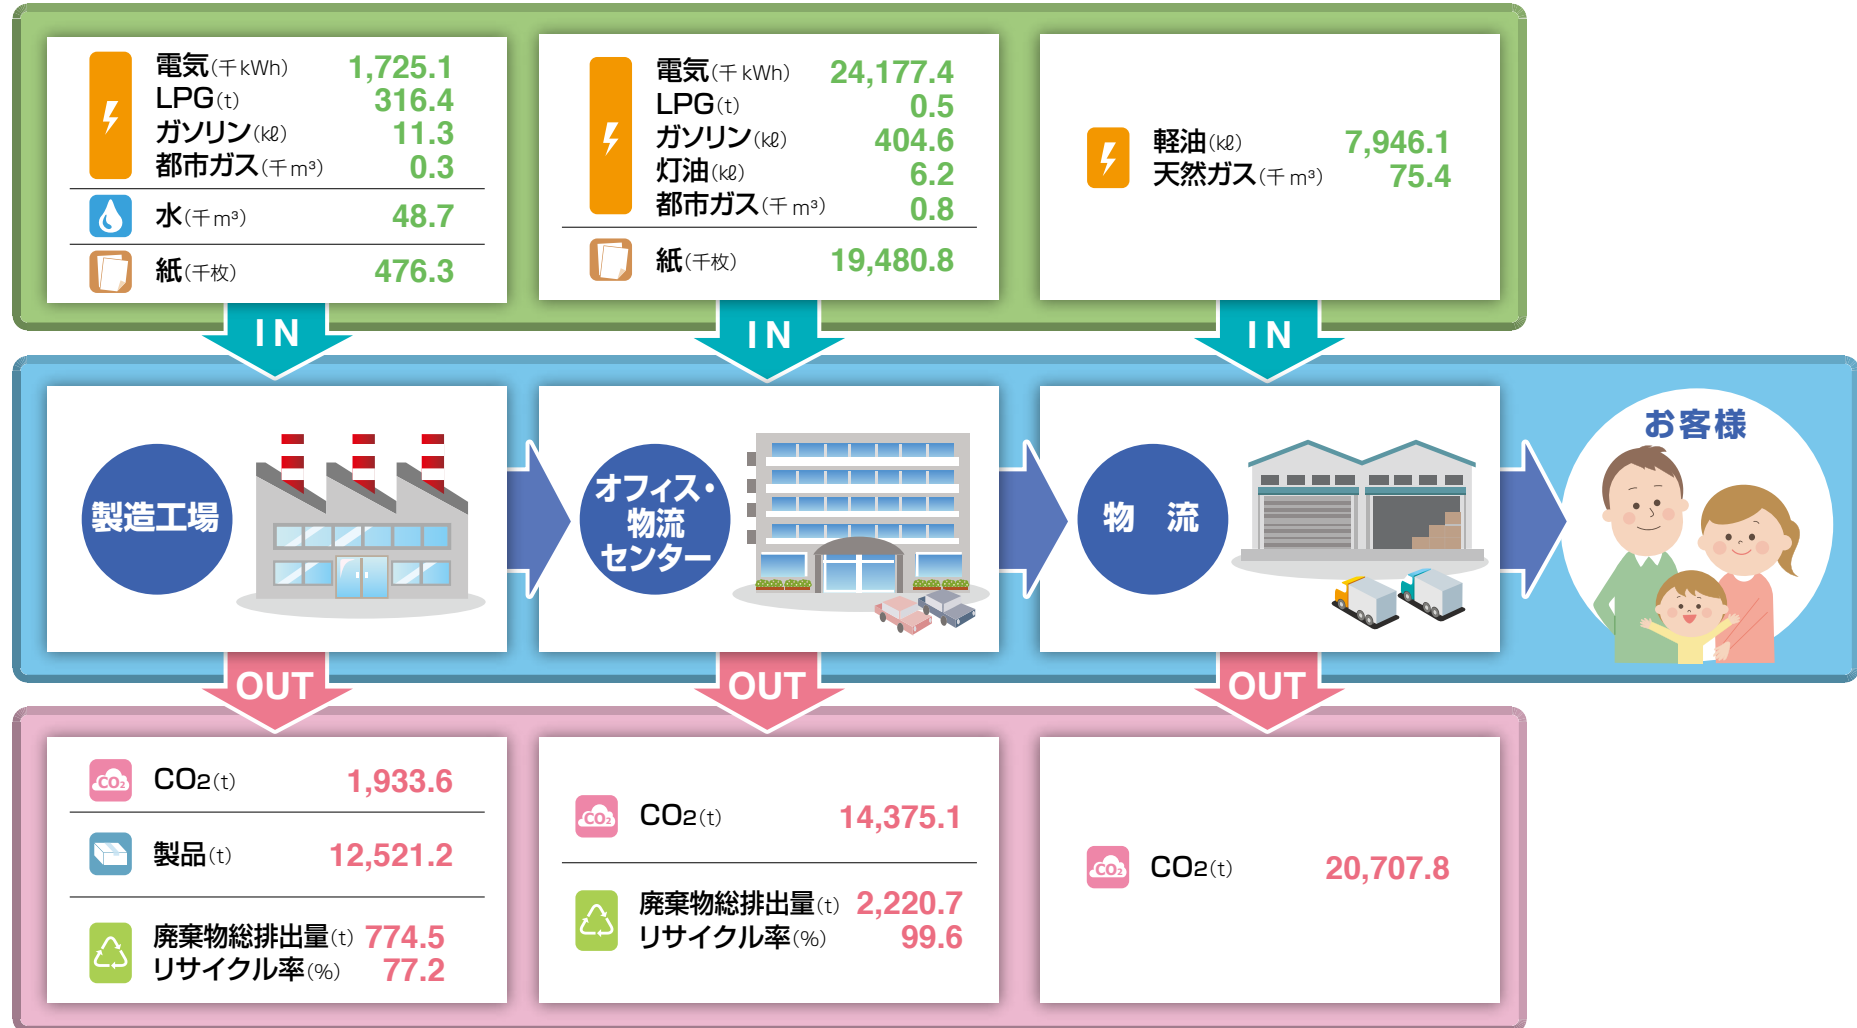 電気(千kWh) 1,725.1
LPG(t) 316.4
ガソリン(kℓ) 11.3
都市ガス(千m³) 0.3
水(千m³) 48.7
紙(千枚) 476.3
電気(千kWh) 24,177.4
LPG(t) 0.5
ガソリン(kℓ) 404.6
灯油(kℓ) 6.2
都市ガス(千m³) 0.8
紙(千枚) 19,480.8
軽油(kℓ) 7,946.1
天然ガス(千m³) 75.4
IN
IN
IN
製造工場
オフィス・
物流
センター
物 流
お客様
OUT
OUT
OUT
CO2 CO2(t) 1,933.6
製品(t) 12,521.2
廃棄物総排出量(t) 774.5
リサイクル率(%) 77.2
CO2 CO2(t) 14,375.1
廃棄物総排出量(t) 2,220.7
リサイクル率(%) 99.6
CO2 CO2(t) 20,707.8